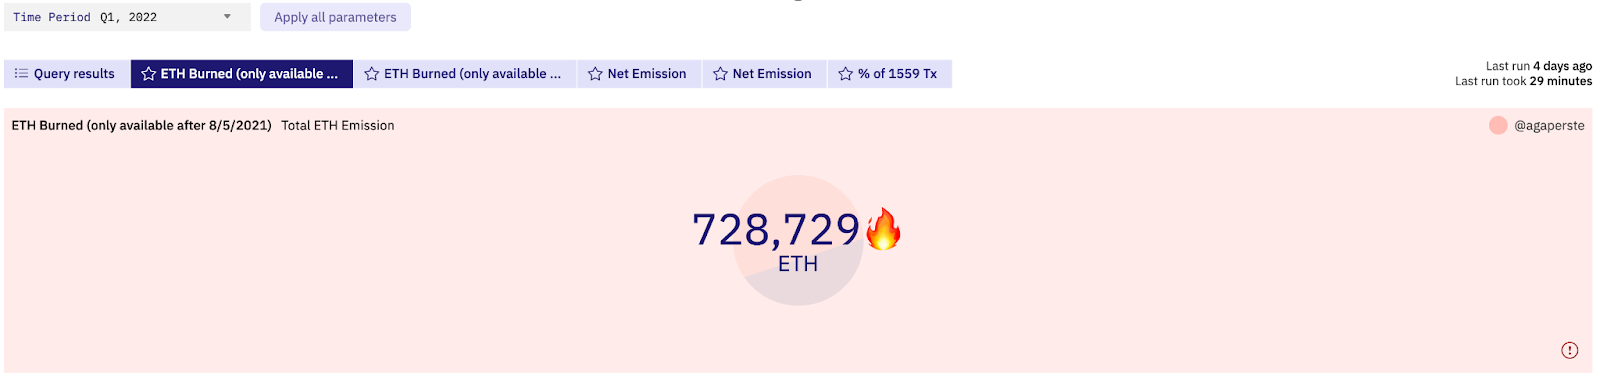 Time Period Q1, 2022
Apply all parameters
Query results
ETH Burned (only available ...
ETH Burned (only available ...
Net Emission
Net Emission
% of 1559 Tx
Last run 4 days ago
Last run took 29 minutes
ETH Burned (only available after 8/5/2021) Total ETH Emission
@agaperste
728,729🔥
ETH